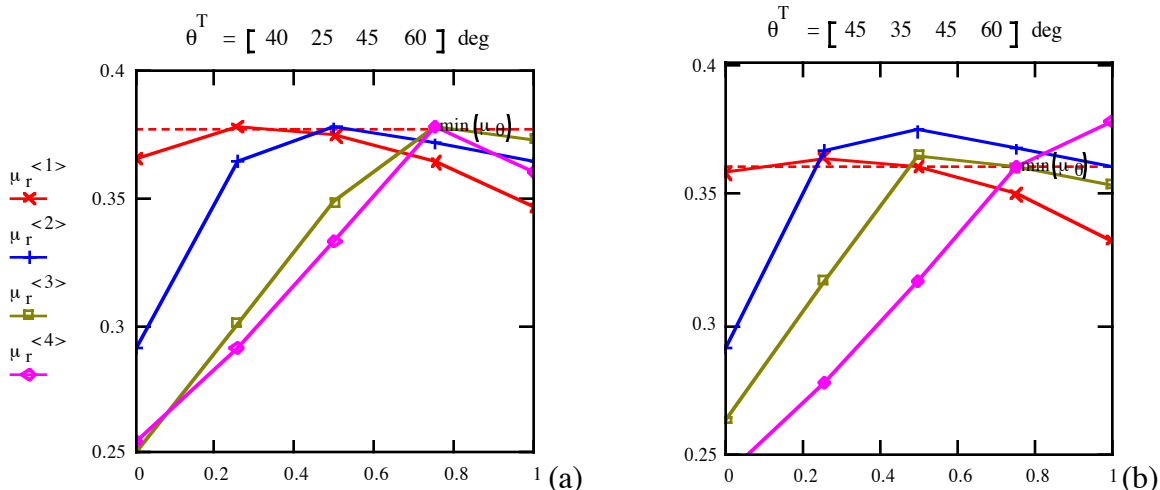 θ^T = [ 40 25 45 60 ] deg
0.4
0.35
0.3
0.25
0 0.2 0.4 0.6 0.8 1
μ_r^<1>
μ_r^<2>
μ_r^<3>
μ_r^<4>
min(μ_θ)
(a)
θ^T = [ 45 35 45 60 ] deg
0.4
0.35
0.3
0.25
0 0.2 0.4 0.6 0.8 1
min(μ_θ)
(b)